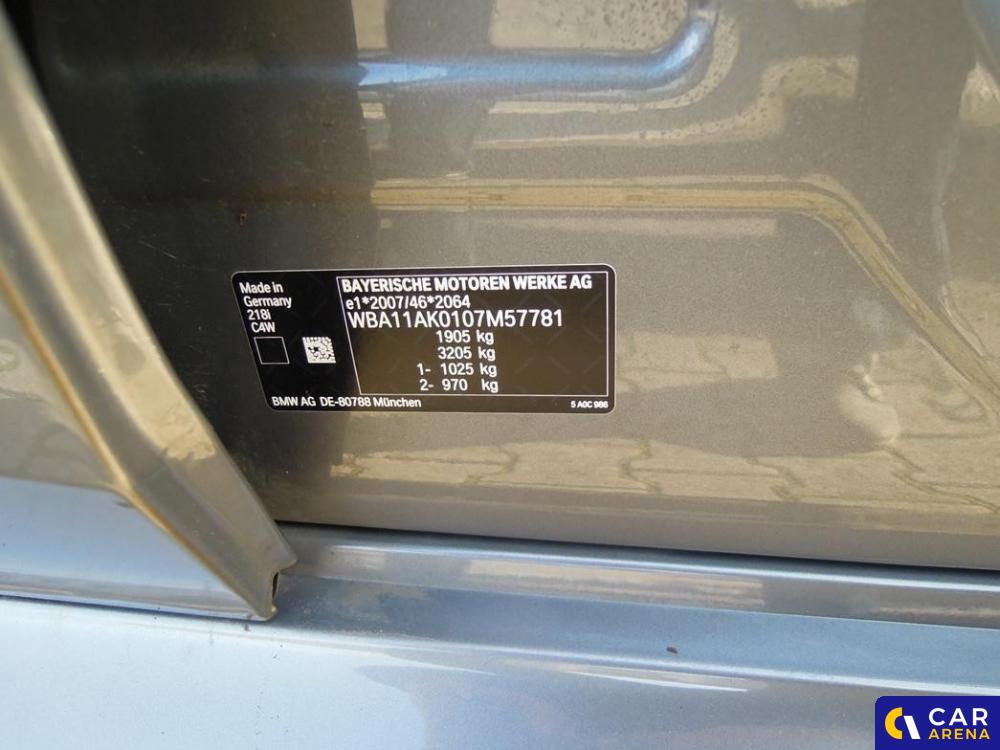 Made in
Germany
218i
C4W
BAYERISCHE MOTOREN WERKE AG
e1*2007/46*2064
WBA11AK0107M57781
1905 kg
3205 kg
1- 1025 kg
2- 970 kg
BMW AG DE-80788 München
5 A0C 986
CAR
ARENA